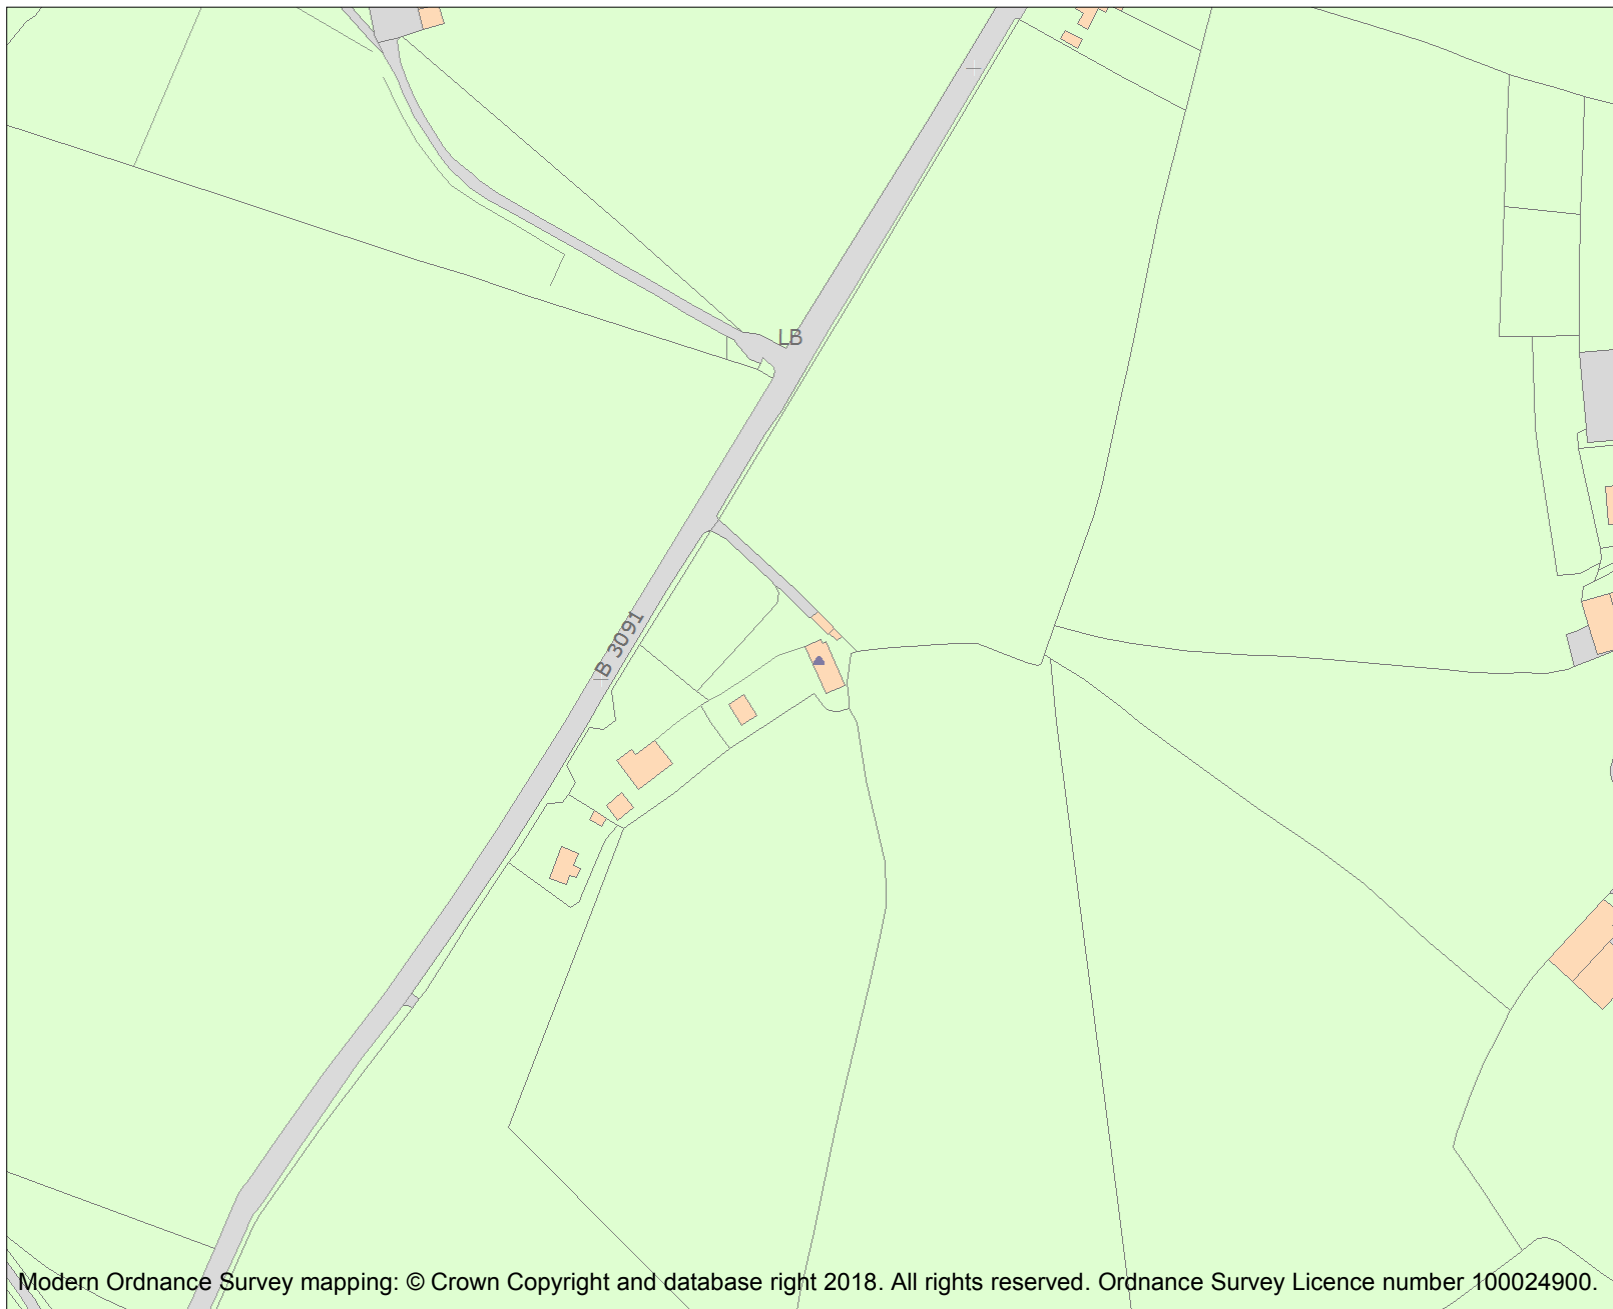 LB
B 3091
Modern Ordnance Survey mapping: © Crown Copyright and database right 2018. All rights reserved. Ordnance Survey Licence number 100024900.